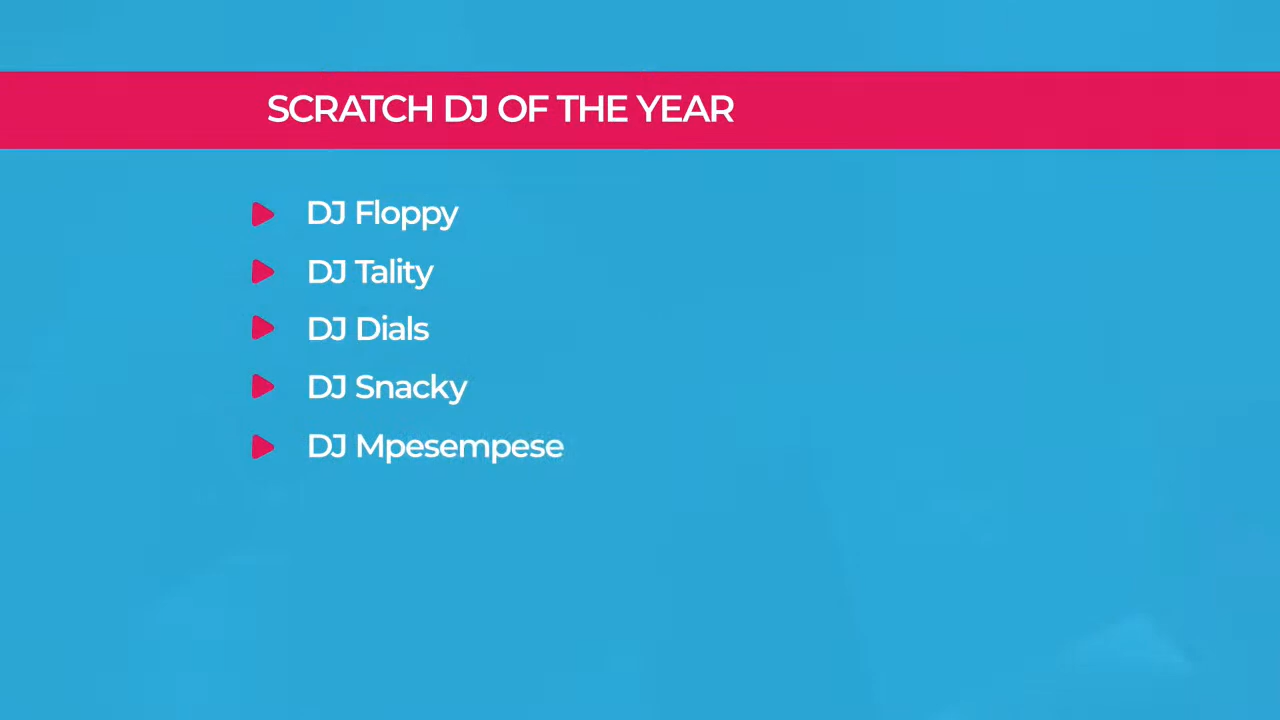 SCRATCH DJ OF THE YEAR
DJ Floppy
DJ Tality
DJ Dials
DJ Snacky
DJ Mpesempese